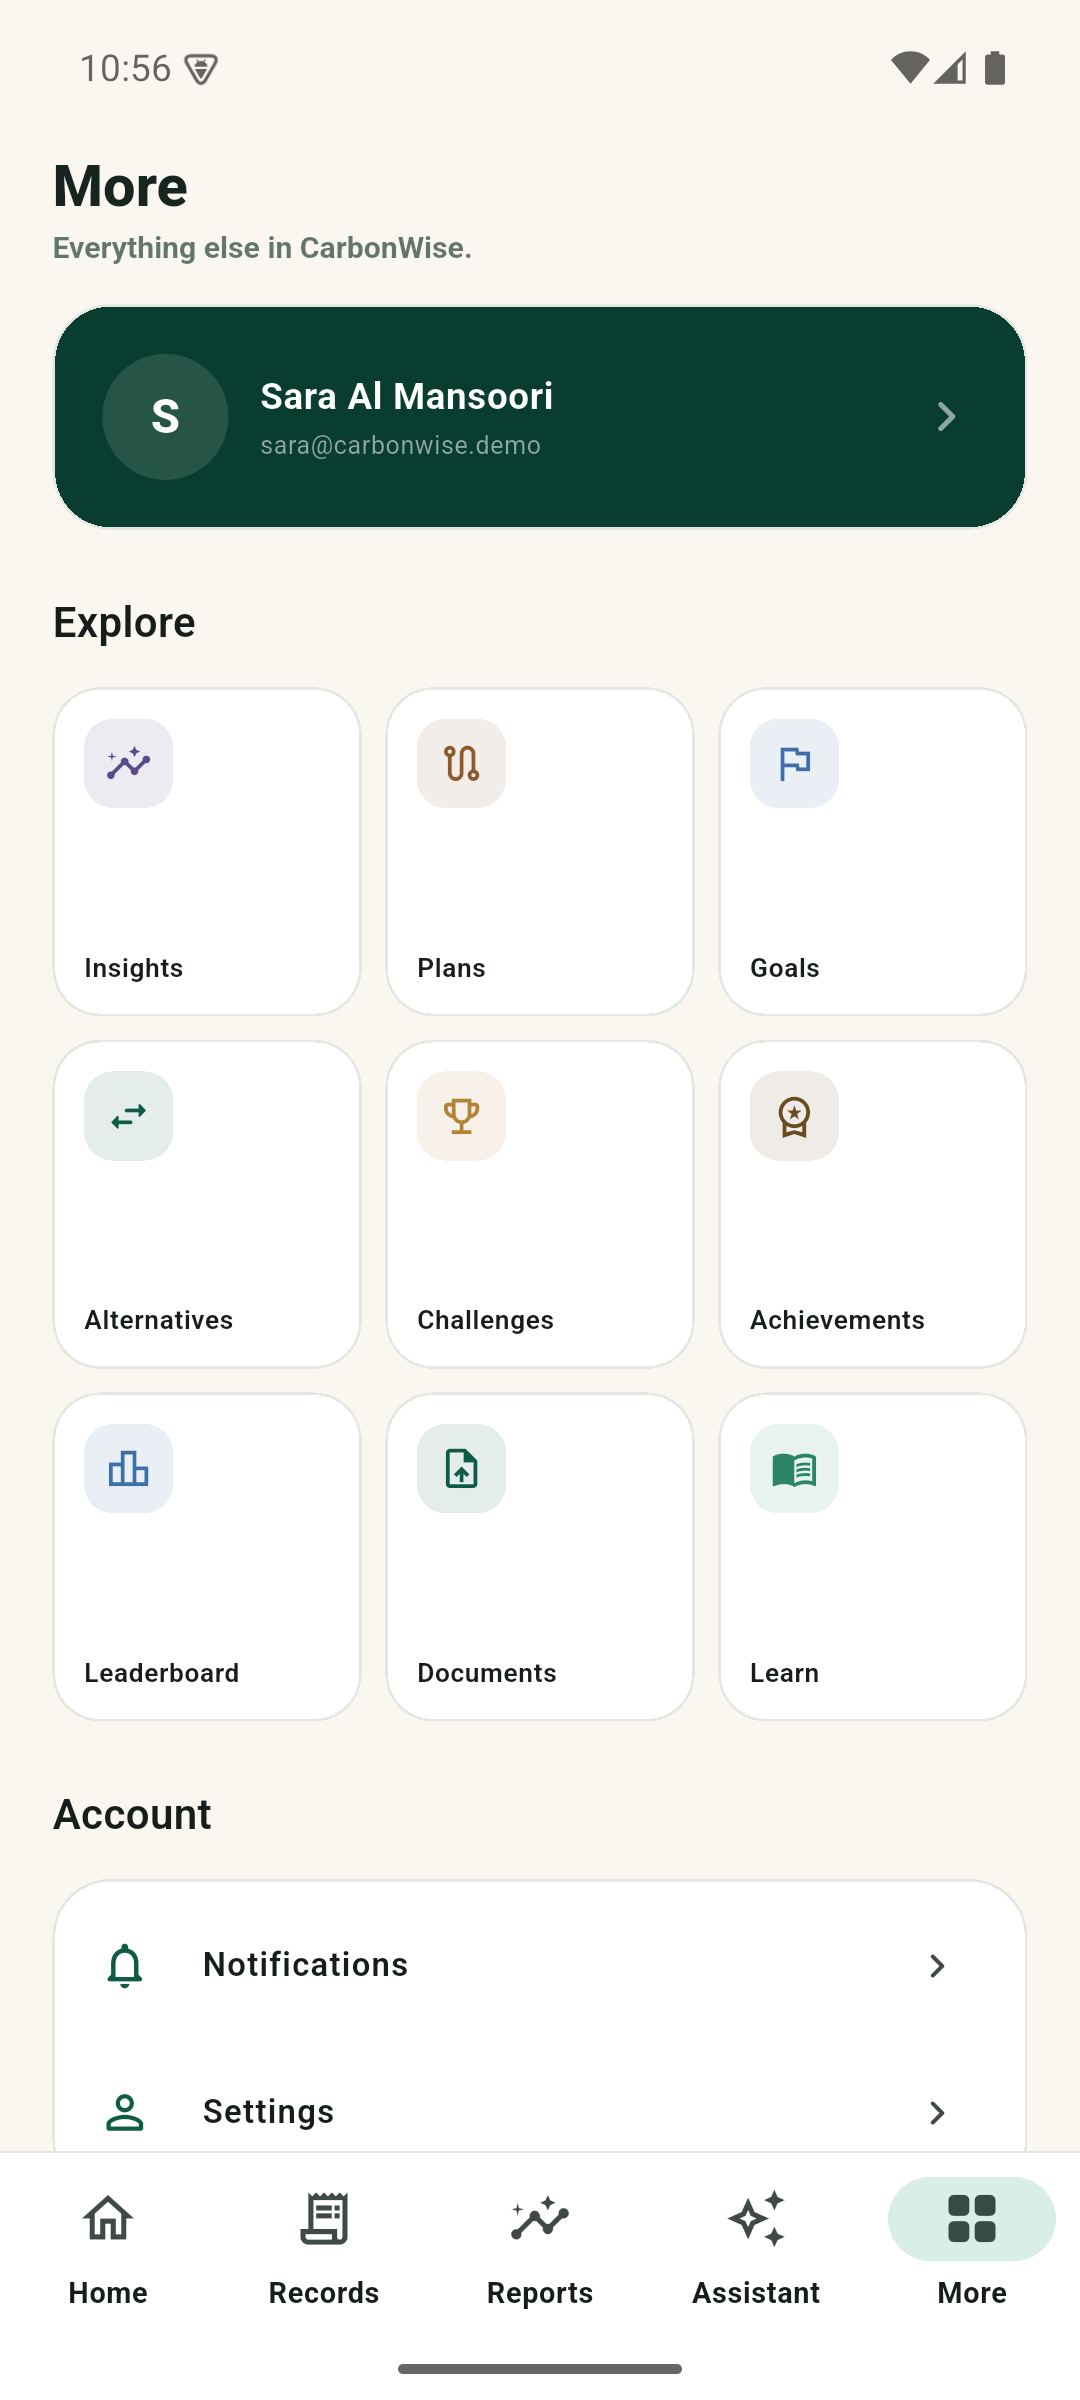 10:56
More
Everything else in CarbonWise.
S
Sara Al Mansoori
sara@carbonwise.demo
Explore
Insights
Plans
Goals
Alternatives
Challenges
Achievements
Leaderboard
Documents
Learn
Account
Notifications
Settings
Home
Records
Reports
Assistant
More